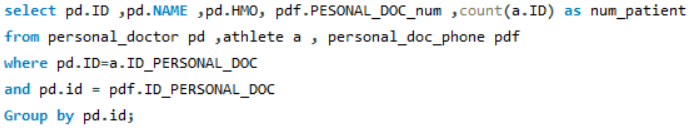 select pd.ID ,pd.NAME ,pd.HMO, pdf.PESONAL_DOC_num ,count(a.ID) as num_patient
from personal_doctor pd ,athlete a , personal_doc_phone pdf
where pd.ID=a.ID_PERSONAL_DOC
and pd.id = pdf.ID_PERSONAL_DOC
Group by pd.id;